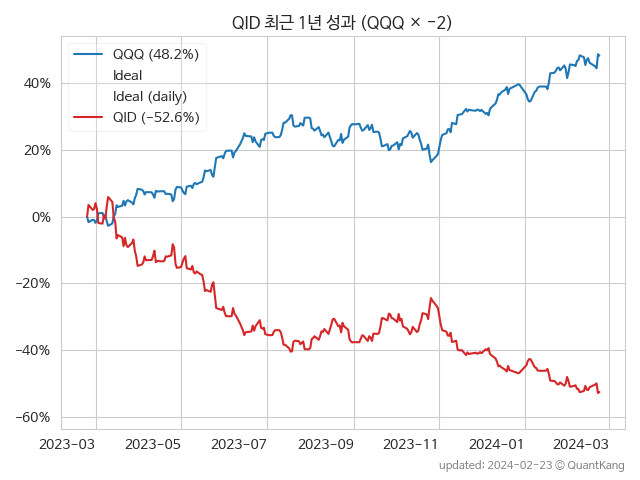 QID 최근 1년 성과 (QQQ × −2)
QQQ (48.2%)
Ideal
Ideal (daily)
QID (−52.6%)
40%
20%
0%
−20%
−40%
−60%
2023−03 2023−05 2023−07 2023−09 2023−11 2024−01 2024−03
updated: 2024−02−23 © QuantKang